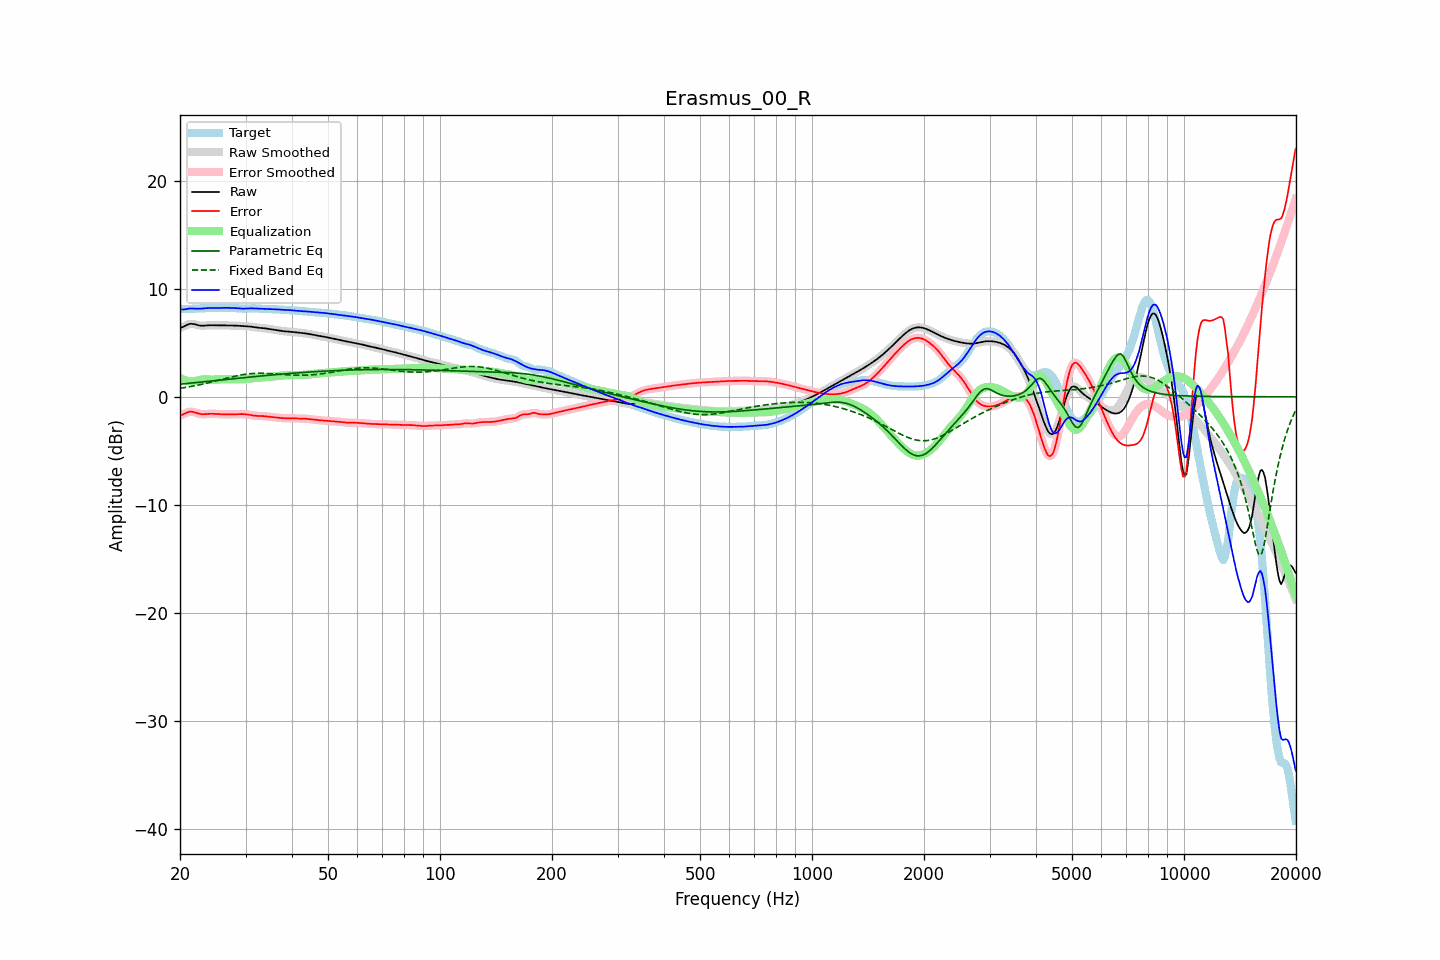 Erasmus_00_R
Target
Raw Smoothed
Error Smoothed
Raw
Error
Equalization
Parametric Eq
Fixed Band Eq
Equalized
20
10
0
−10
−20
−30
−40
Amplitude (dBr)
20 50 100 200 500 1000 2000 5000 10000 20000
Frequency (Hz)